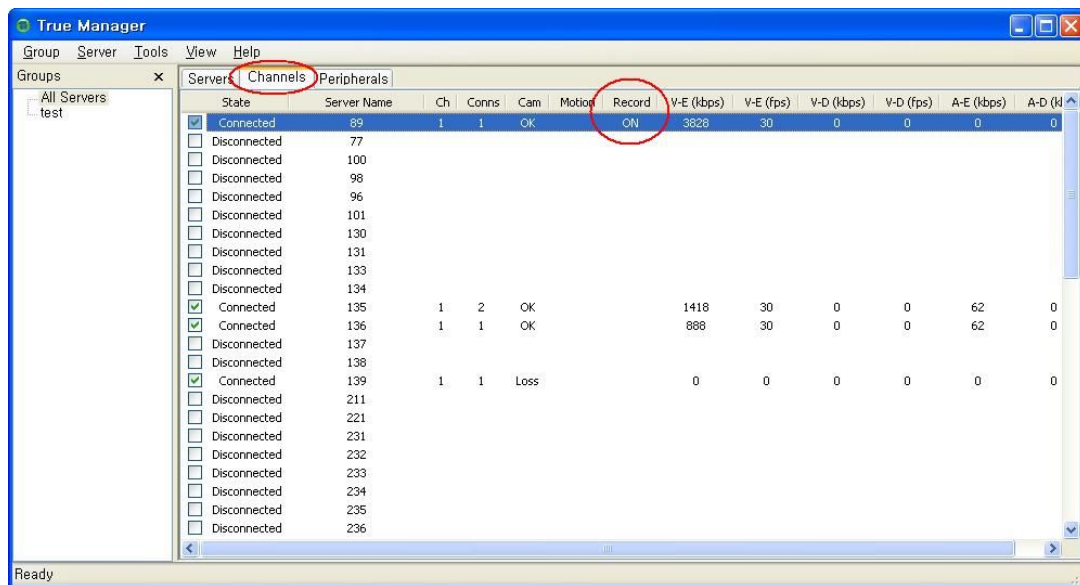 True Manager
Group Server Tools View Help
Groups
All Servers
test
Servers Channels Peripherals
State Server Name Ch Conns Cam Motion Record V-E (kbps) V-E (fps) V-D (kbps) V-D (fps) A-E (kbps) A-D (k
Connected 89 1 1 OK ON 3828 30 0 0 0 0
Disconnected 77
Disconnected 100
Disconnected 98
Disconnected 96
Disconnected 101
Disconnected 130
Disconnected 131
Disconnected 133
Disconnected 134
Connected 135 1 2 OK 1418 30 0 0 62 0
Connected 136 1 1 OK 888 30 0 0 62 0
Disconnected 137
Disconnected 138
Connected 139 1 1 Loss 0 0 0 0 0 0
Disconnected 211
Disconnected 221
Disconnected 231
Disconnected 232
Disconnected 233
Disconnected 234
Disconnected 235
Disconnected 236
Ready